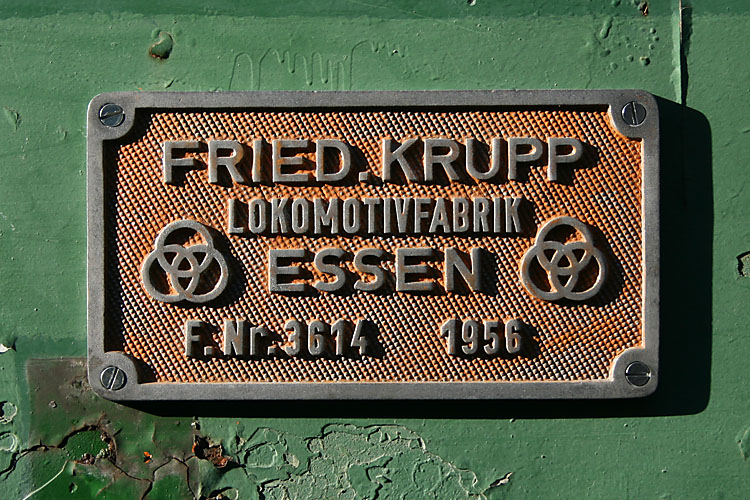 FRIED. KRUPP
LOKOMOTIVFABRIK
ESSEN
F. Nr. 3614 1956